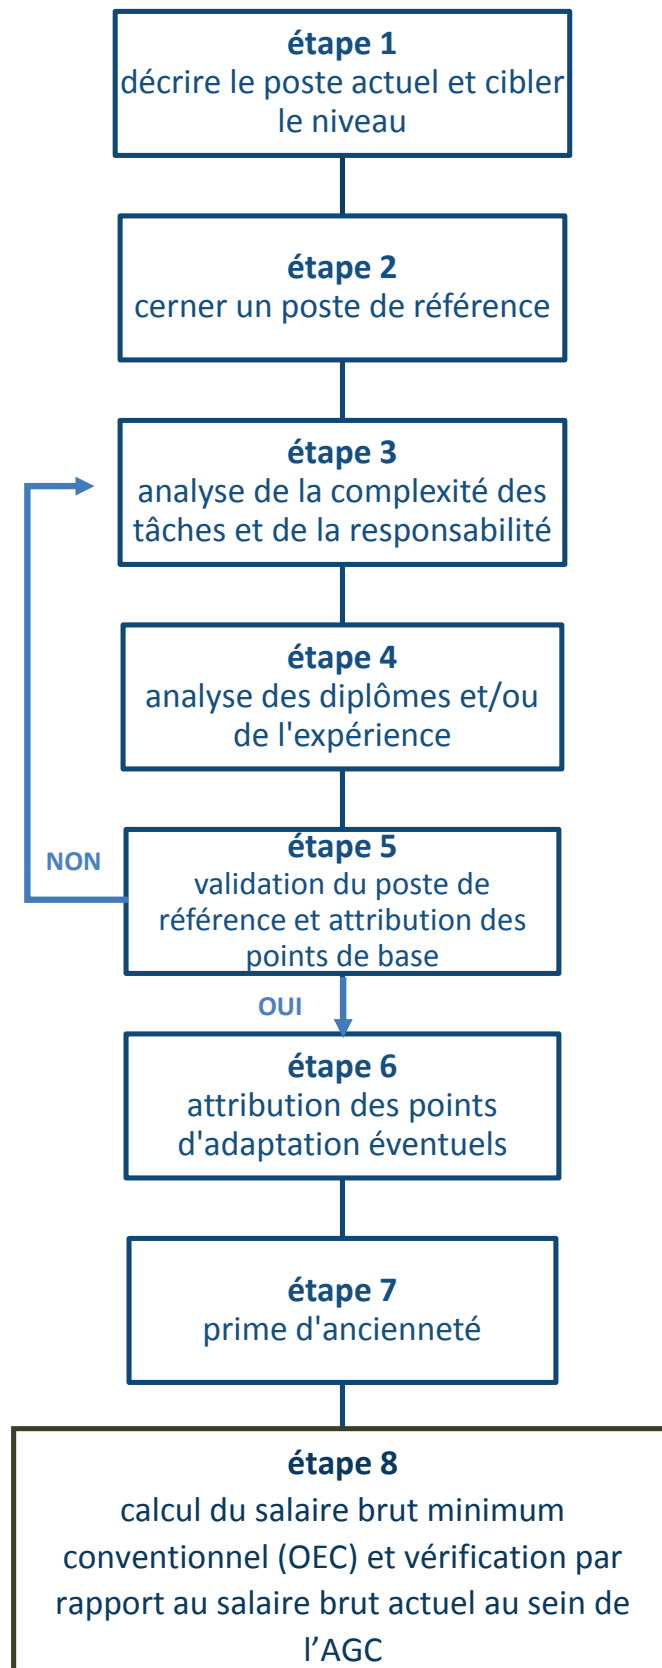 étape 1
décrire le poste actuel et cibler
le niveau
étape 2
cerner un poste de référence
étape 3
analyse de la complexité des
tâches et de la responsabilité
étape 4
analyse des diplômes et/ou
de l'expérience
étape 5
NON
validation du poste de
référence et attribution des
points de base
OUI
étape 6
attribution des points
d'adaptation éventuels
étape 7
prime d'ancienneté
étape 8
calcul du salaire brut minimum
conventionnel (OEC) et vérification par
rapport au salaire brut actuel au sein de
l’AGC